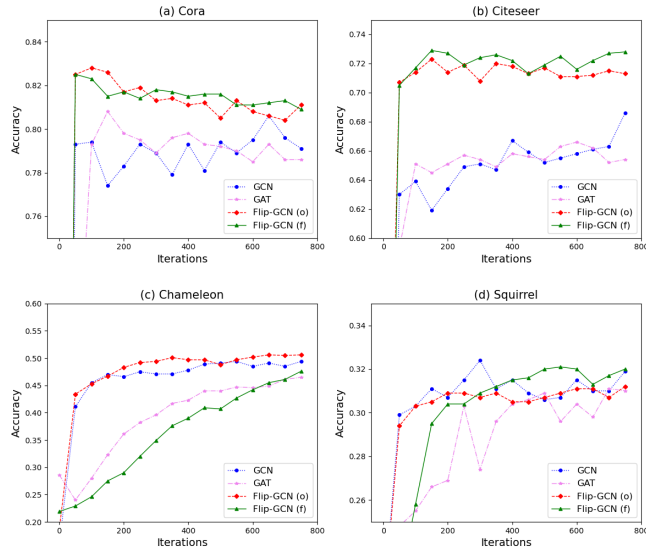 (a) Cora
0.84
0.82
0.80
0.78
0.76
Accuracy
0 200 400 600 800
Iterations
GCN
GAT
Flip-GCN (o)
Flip-GCN (f)
(b) Citeseer
0.74
0.72
0.70
0.68
0.66
0.64
0.62
0.60
Accuracy
0 200 400 600 800
Iterations
GCN
GAT
Flip-GCN (o)
Flip-GCN (f)
(c) Chameleon
0.60
0.55
0.50
0.45
0.40
0.35
0.30
0.25
0.20
Accuracy
0 200 400 600 800
Iterations
GCN
GAT
Flip-GCN (o)
Flip-GCN (f)
(d) Squirrel
0.34
0.32
0.30
0.28
0.26
Accuracy
0 200 400 600 800
Iterations
GCN
GAT
Flip-GCN (o)
Flip-GCN (f)